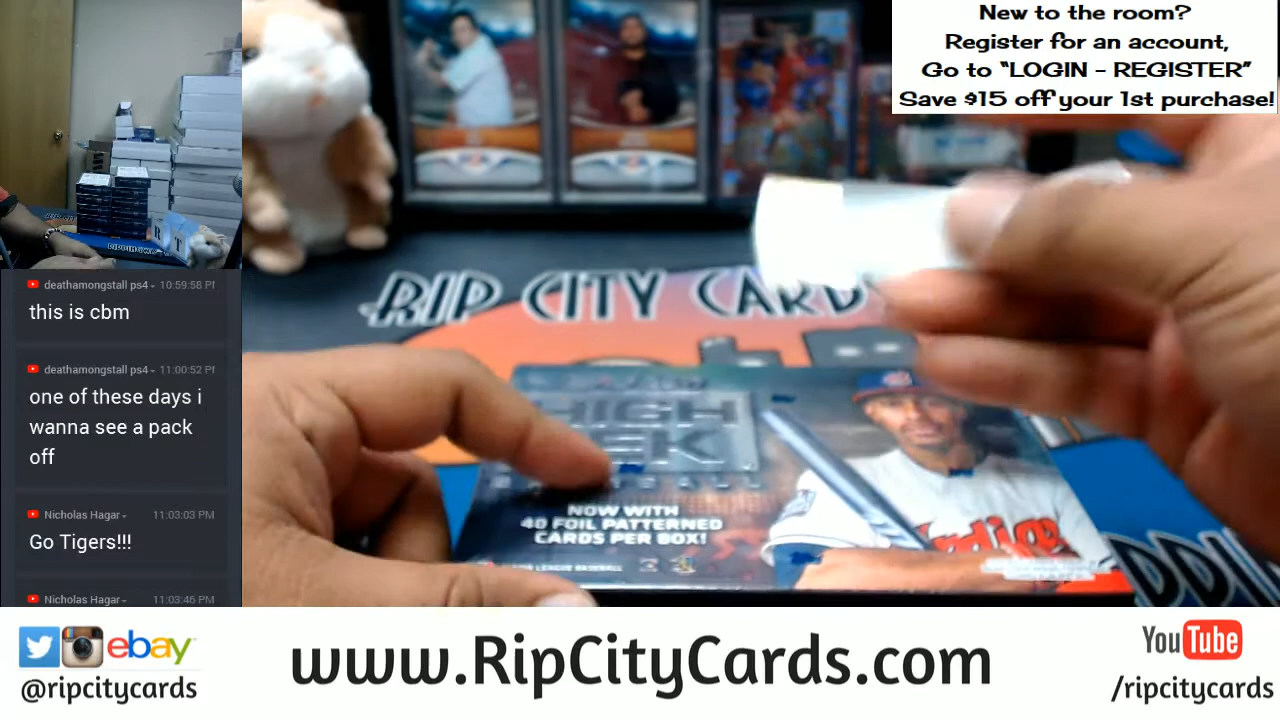 New to the room?
Register for an account,
Go to "LOGIN - REGISTER"
Save $15 off your 1st purchase!
deathamongstall ps4 10:59:58 PM
this is cbm
deathamongstall ps4 11:00:52 PM
one of these days i
wanna see a pack
off
Nicholas Hagar 11:03:03 PM
Go Tigers!!!
Nicholas Hagar 11:03:46 PM
RIP CITY CARDS
HIGH
NOW WITH
40 FOIL PATTERNED
CARDS PER BOX!
LEAGUE BASEBALL
R T
ebay
@ripcitycards
www.RipCityCards.com
YouTube
/ripcitycards